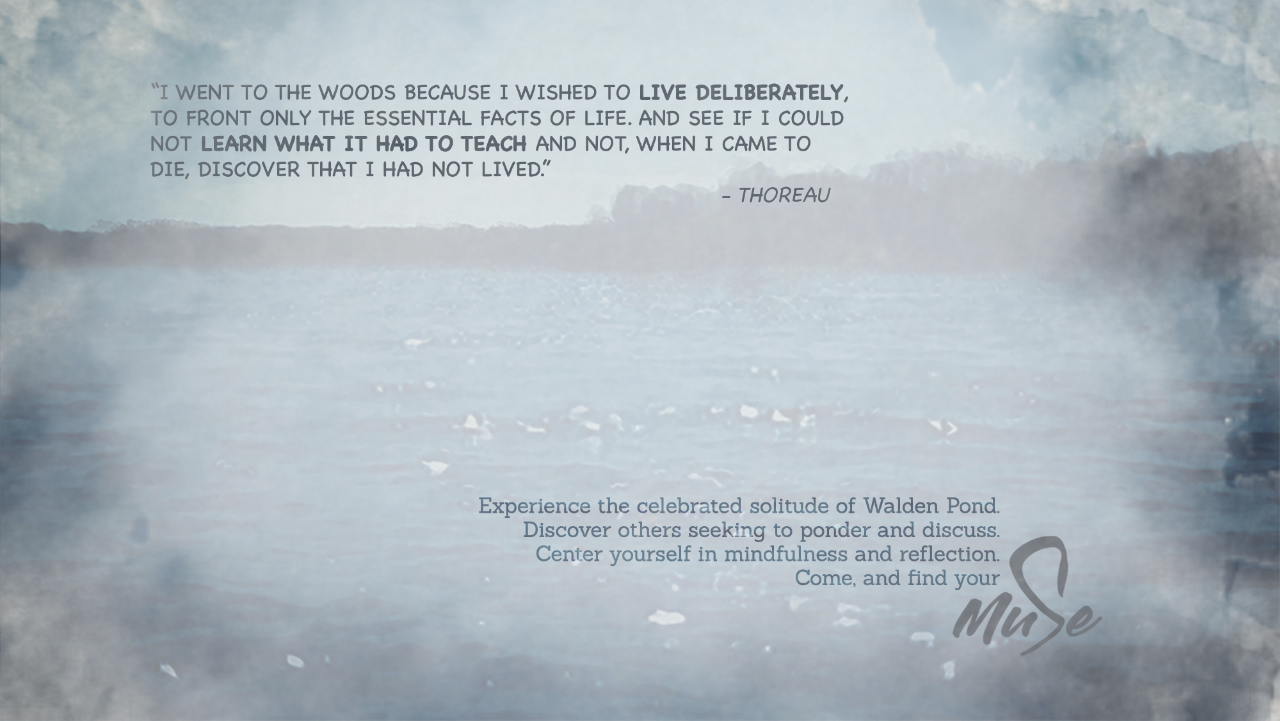 “I WENT TO THE WOODS BECAUSE I WISHED TO LIVE DELIBERATELY,
TO FRONT ONLY THE ESSENTIAL FACTS OF LIFE. AND SEE IF I COULD
NOT LEARN WHAT IT HAD TO TEACH AND NOT, WHEN I CAME TO
DIE, DISCOVER THAT I HAD NOT LIVED.”
– THOREAU
Experience the celebrated solitude of Walden Pond.
Discover others seeking to ponder and discuss.
Center yourself in mindfulness and reflection.
Come, and find your
MuSe